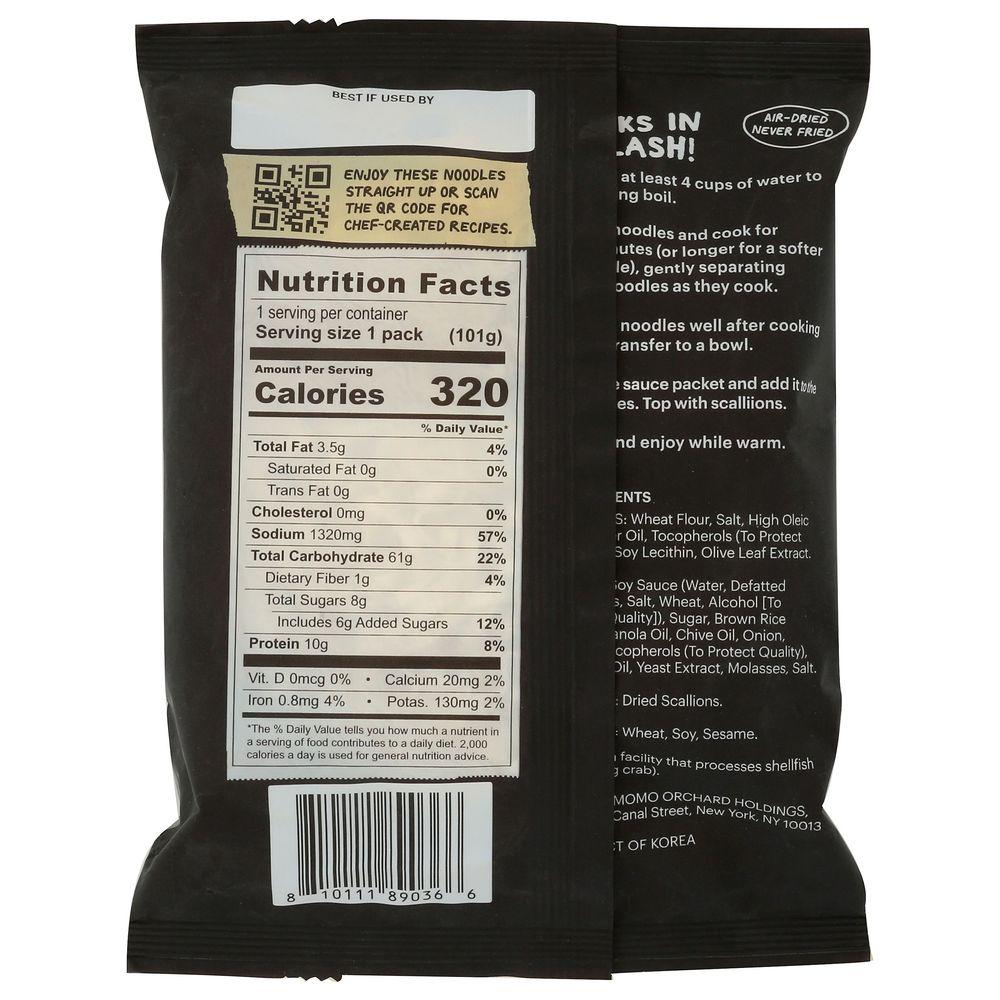 BEST IF USED BY
ENJOY THESE NOODLES
STRAIGHT UP OR SCAN
THE QR CODE FOR
CHEF-CREATED RECIPES.
Nutrition Facts
1 serving per container
Serving size 1 pack (101g)
Amount Per Serving
Calories 320
% Daily Value*
Total Fat 3.5g 4%
Saturated Fat 0g 0%
Trans Fat 0g
Cholesterol 0mg 0%
Sodium 1320mg 57%
Total Carbohydrate 61g 22%
Dietary Fiber 1g 4%
Total Sugars 8g
Includes 6g Added Sugars 12%
Protein 10g 8%
Vit. D 0mcg 0% • Calcium 20mg 2%
Iron 0.8mg 4% • Potas. 130mg 2%
*The % Daily Value tells you how much a nutrient in
a serving of food contributes to a daily diet. 2,000
calories a day is used for general nutrition advice.
8 10111 89036 6
KS IN
LASH!
AIR-DRIED
NEVER FRIED
at least 4 cups of water to
ng boil.
noodles and cook for
utes (or longer for a softer
le), gently separating
oodles as they cook.
noodles well after cooking
ransfer to a bowl.
e sauce packet and add it to the
es. Top with scalliions.
nd enjoy while warm.
ENTS
S: Wheat Flour, Salt, High Oleic
r Oil, Tocopherols (To Protect
Soy Lecithin, Olive Leaf Extract.
Soy Sauce (Water, Defatted
s, Salt, Wheat, Alcohol [To
Quality]), Sugar, Brown Rice
anola Oil, Chive Oil, Onion,
copherols (To Protect Quality),
Oil, Yeast Extract, Molasses, Salt.
: Dried Scallions.
: Wheat, Soy, Sesame.
facility that processes shellfish
g crab).
MOMO ORCHARD HOLDINGS,
Canal Street, New York, NY 10013
CT OF KOREA